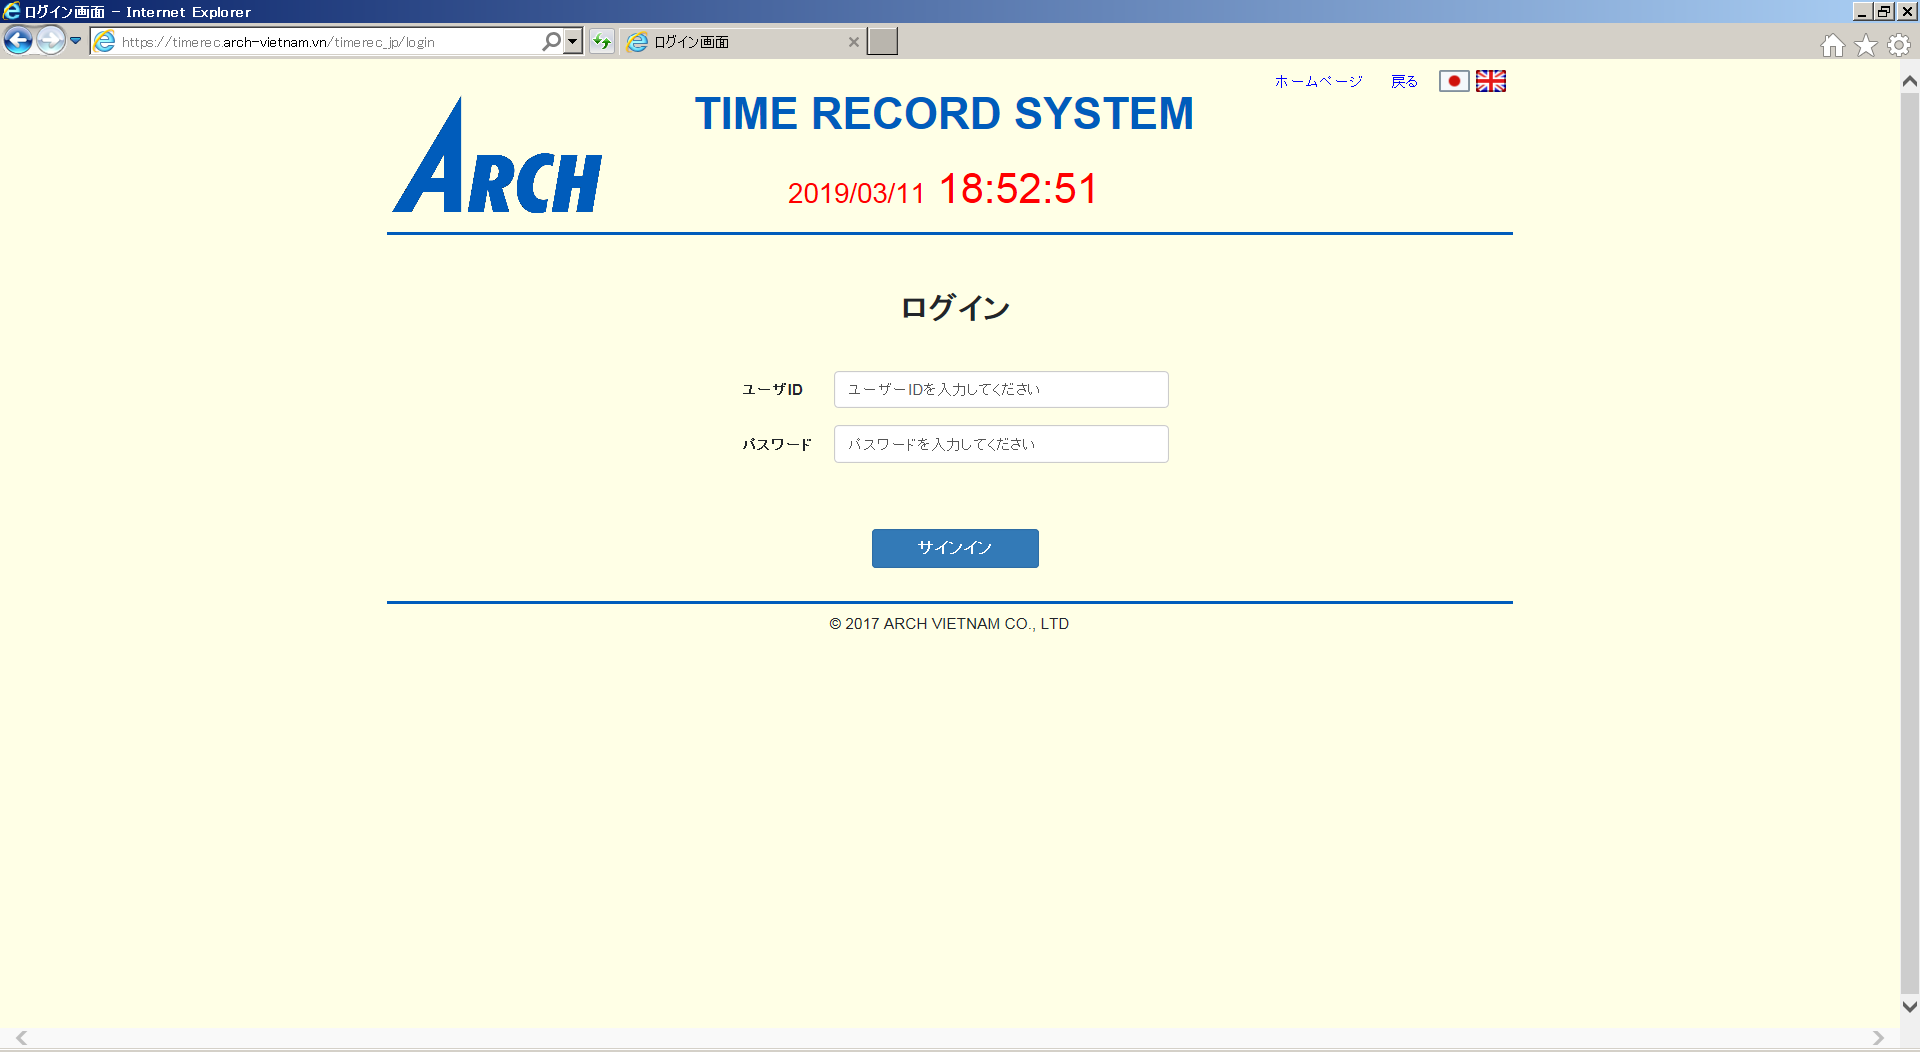 ログイン画面 - Internet Explorer
https://timerec.arch-vietnam.vn/timerec_jp/login
ログイン画面
ホームページ 戻る
ARCH
TIME RECORD SYSTEM
2019/03/11 18:52:51
ログイン
ユーザID ユーザーIDを入力してください
パスワード パスワードを入力してください
サインイン
© 2017 ARCH VIETNAM CO., LTD